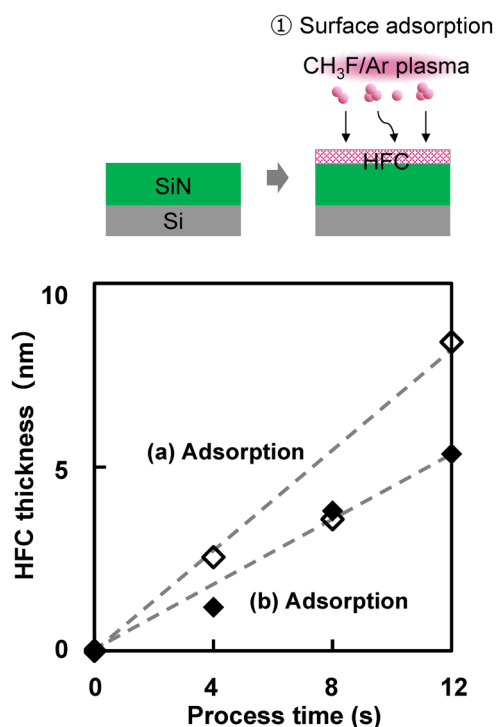 ① Surface adsorption
CH₃F/Ar plasma
HFC
SiN
Si
10
5
0
HFC thickness (nm)
(a) Adsorption
(b) Adsorption
0 4 8 12
Process time (s)